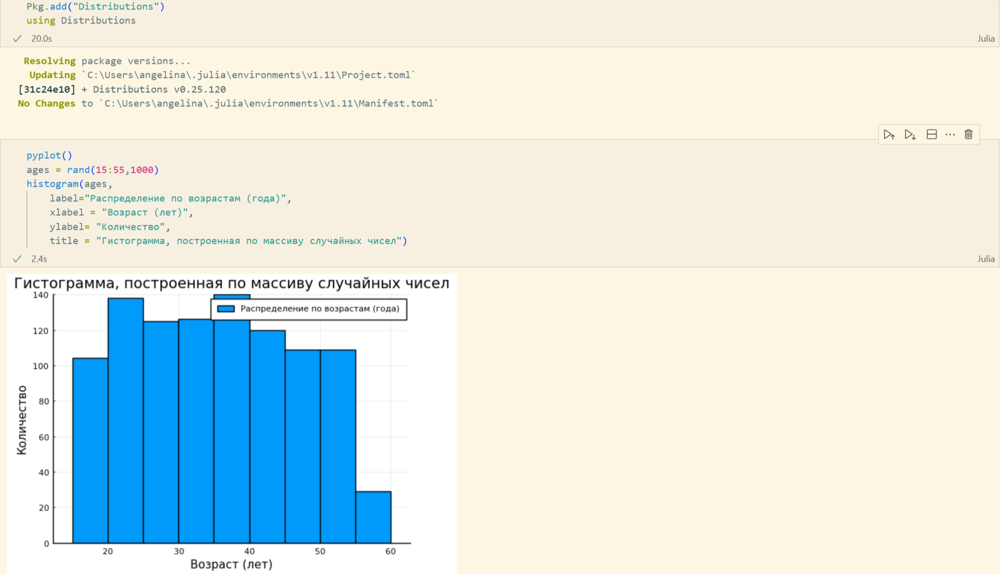 Pkg.add("Distributions")
using Distributions
20.0s
Julia
Resolving package versions...
Updating `C:\Users\angelina\.julia\environments\v1.11\Project.toml`
[31c24e10] + Distributions v0.25.120
No Changes to `C:\Users\angelina\.julia\environments\v1.11\Manifest.toml`
pyplot()
ages = rand(15:55,1000)
histogram(ages,
label="Распределение по возрастам (года)",
xlabel = "Возраст (лет)",
ylabel= "Количество",
title = "Гистограмма, построенная по массиву случайных чисел")
2.4s
Julia
Гистограмма, построенная по массиву случайных чисел
Распределение по возрастам (года)
140
120
100
80
60
40
20
0
Количество
20 30 40 50 60
Возраст (лет)